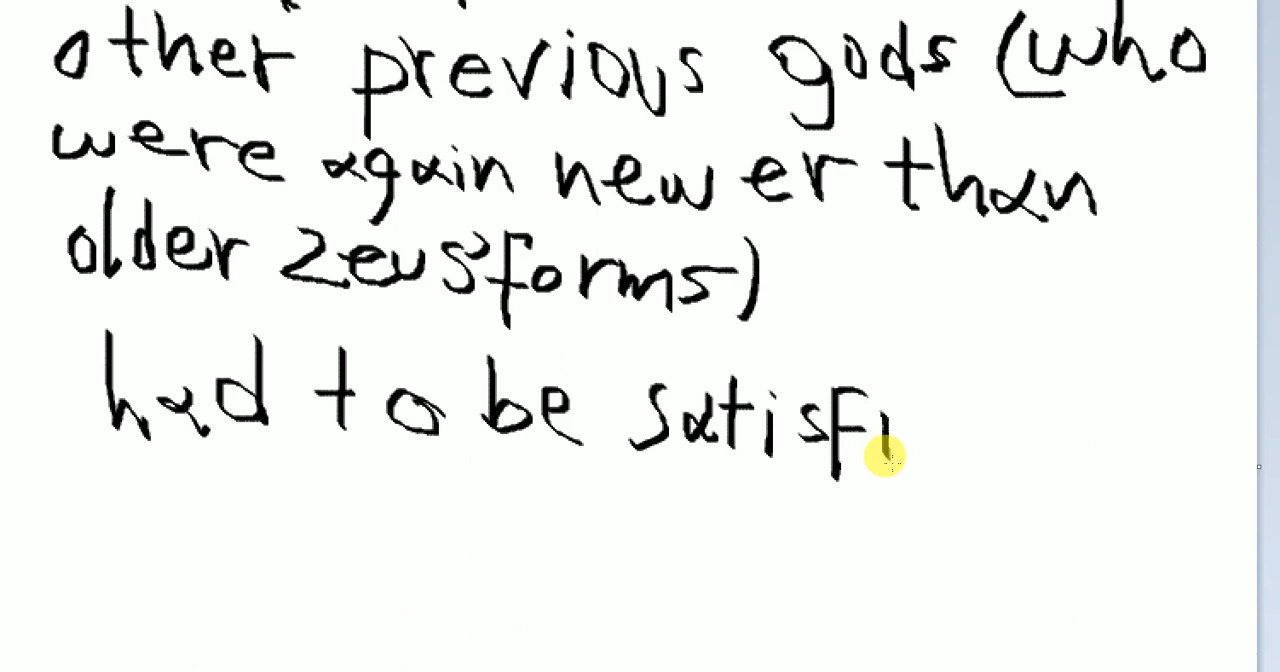 other previous gods (who
were again newer than
older Zeus'forms)
had to be satisfi